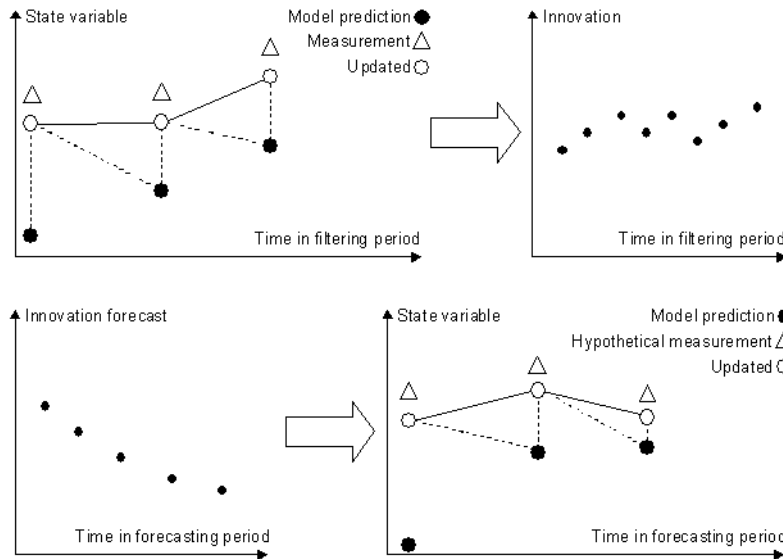 State variable
Model prediction
Measurement
Updated
Time in filtering period
Innovation
Time in filtering period
Innovation forecast
Time in forecasting period
State variable
Model prediction
Hypothetical measurement
Updated
Time in forecasting period